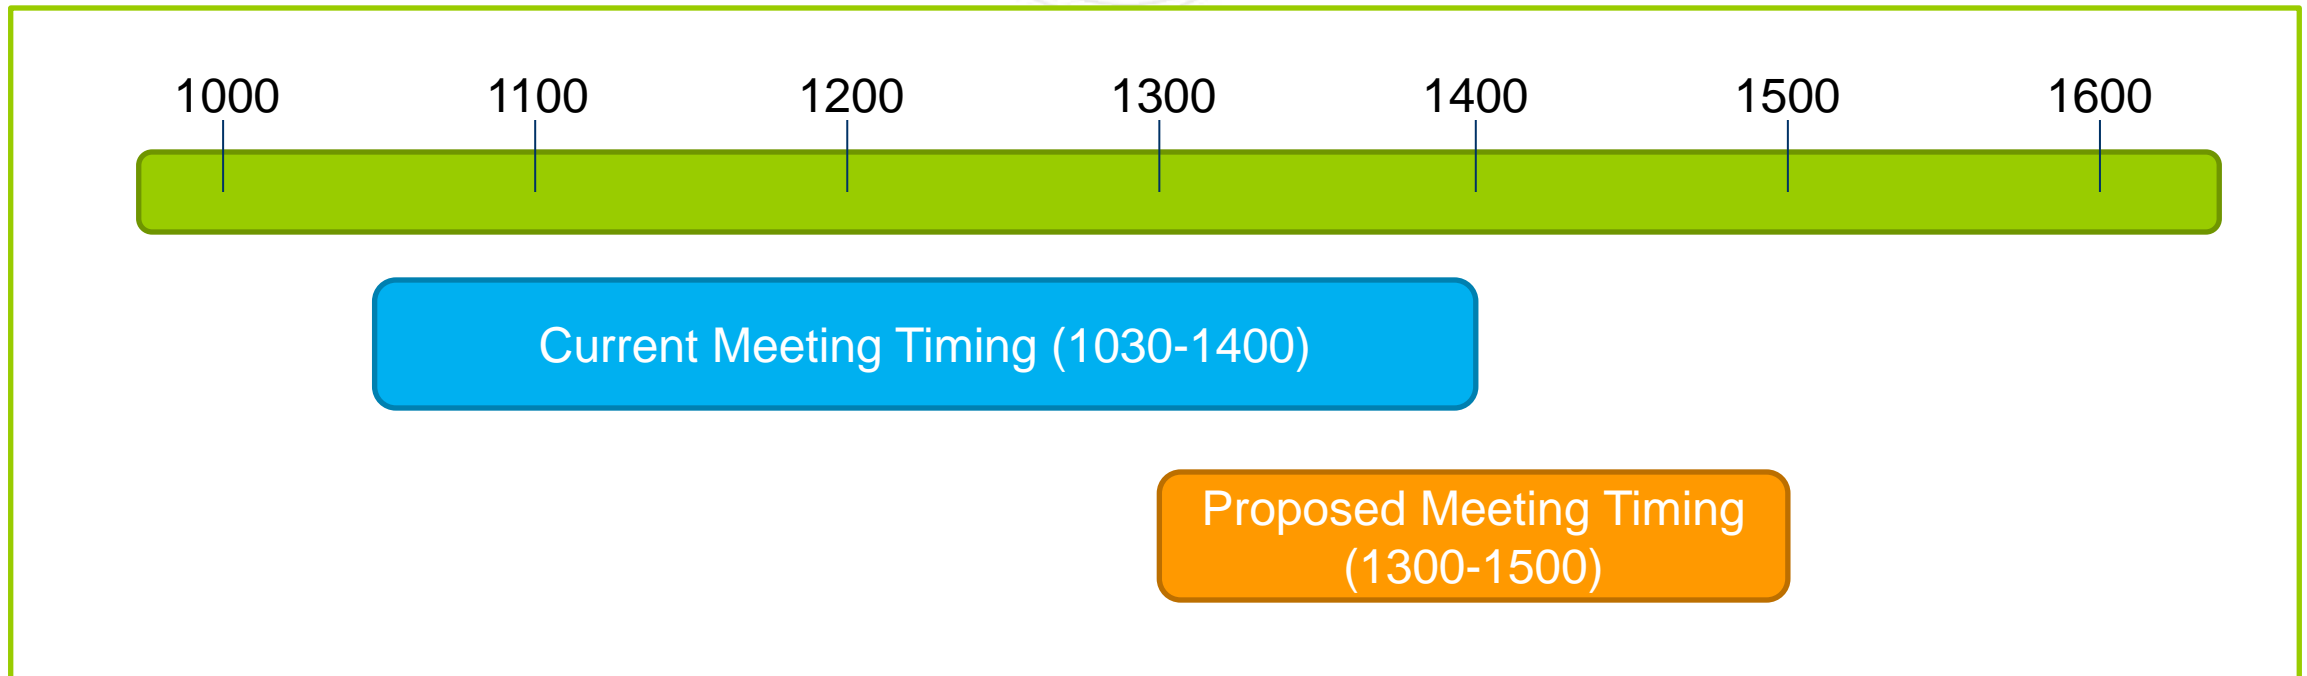 1000 1100 1200 1300 1400 1500 1600
Current Meeting Timing (1030-1400)
Proposed Meeting Timing
(1300-1500)